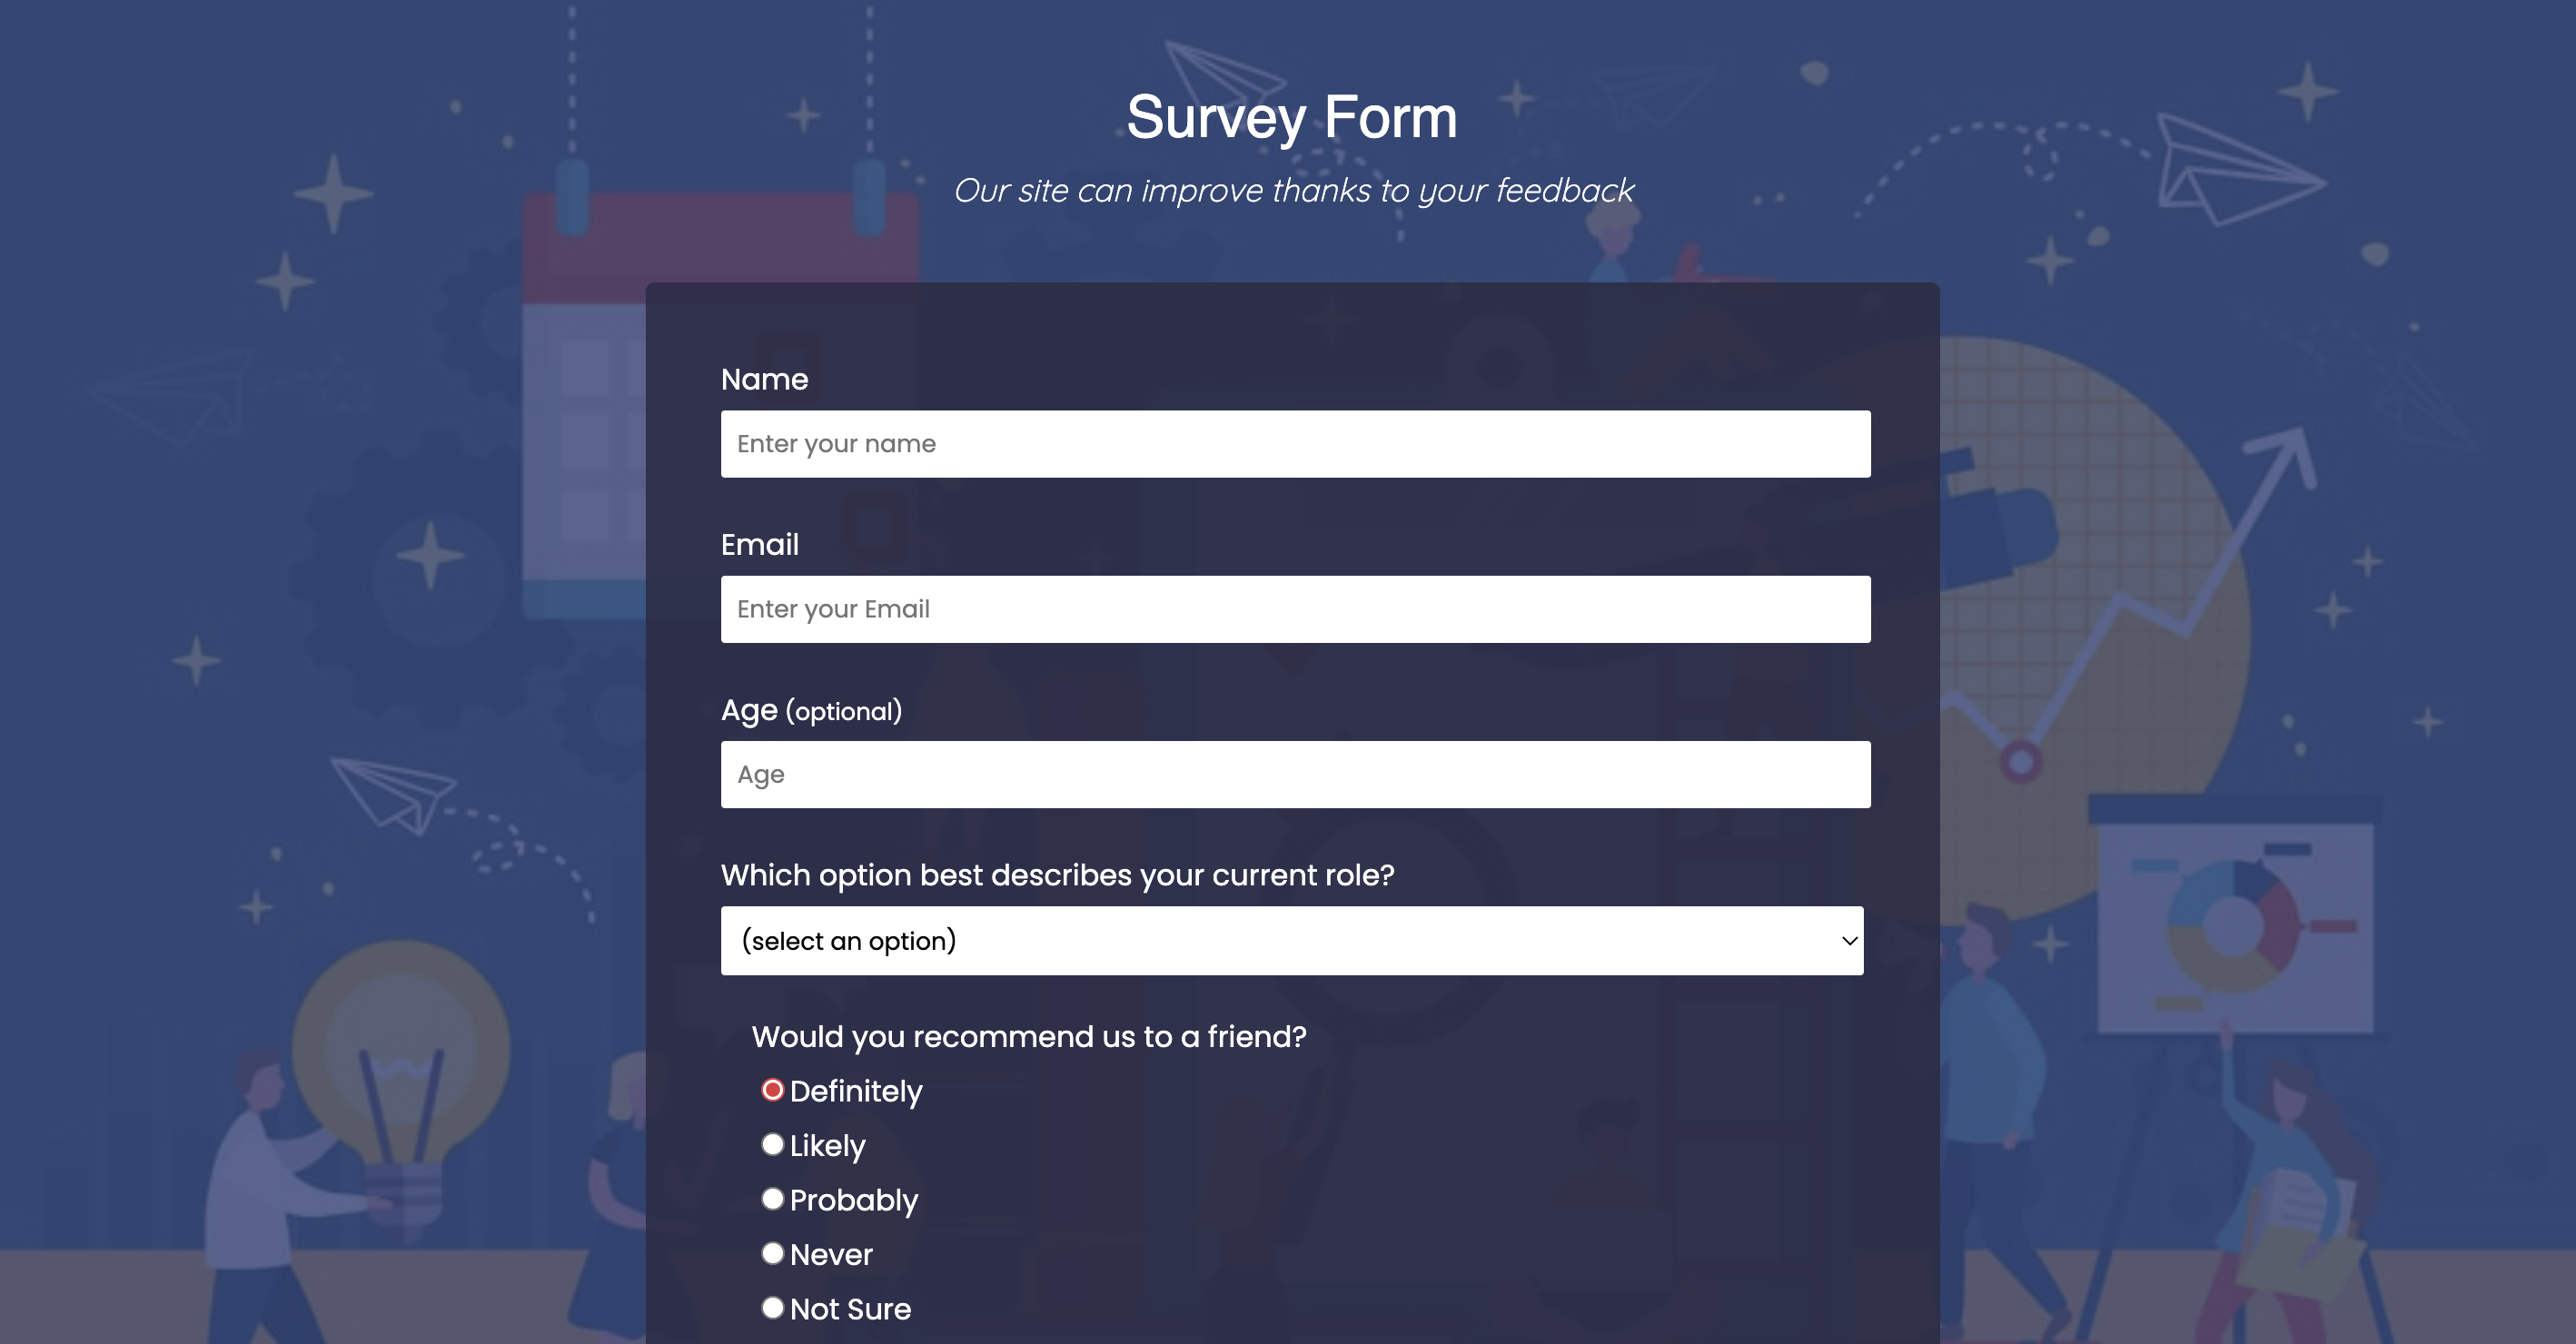 Survey Form
Our site can improve thanks to your feedback
Name
Enter your name
Email
Enter your Email
Age (optional)
Age
Which option best describes your current role?
(select an option)
Would you recommend us to a friend?
Definitely
Likely
Probably
Never
Not Sure